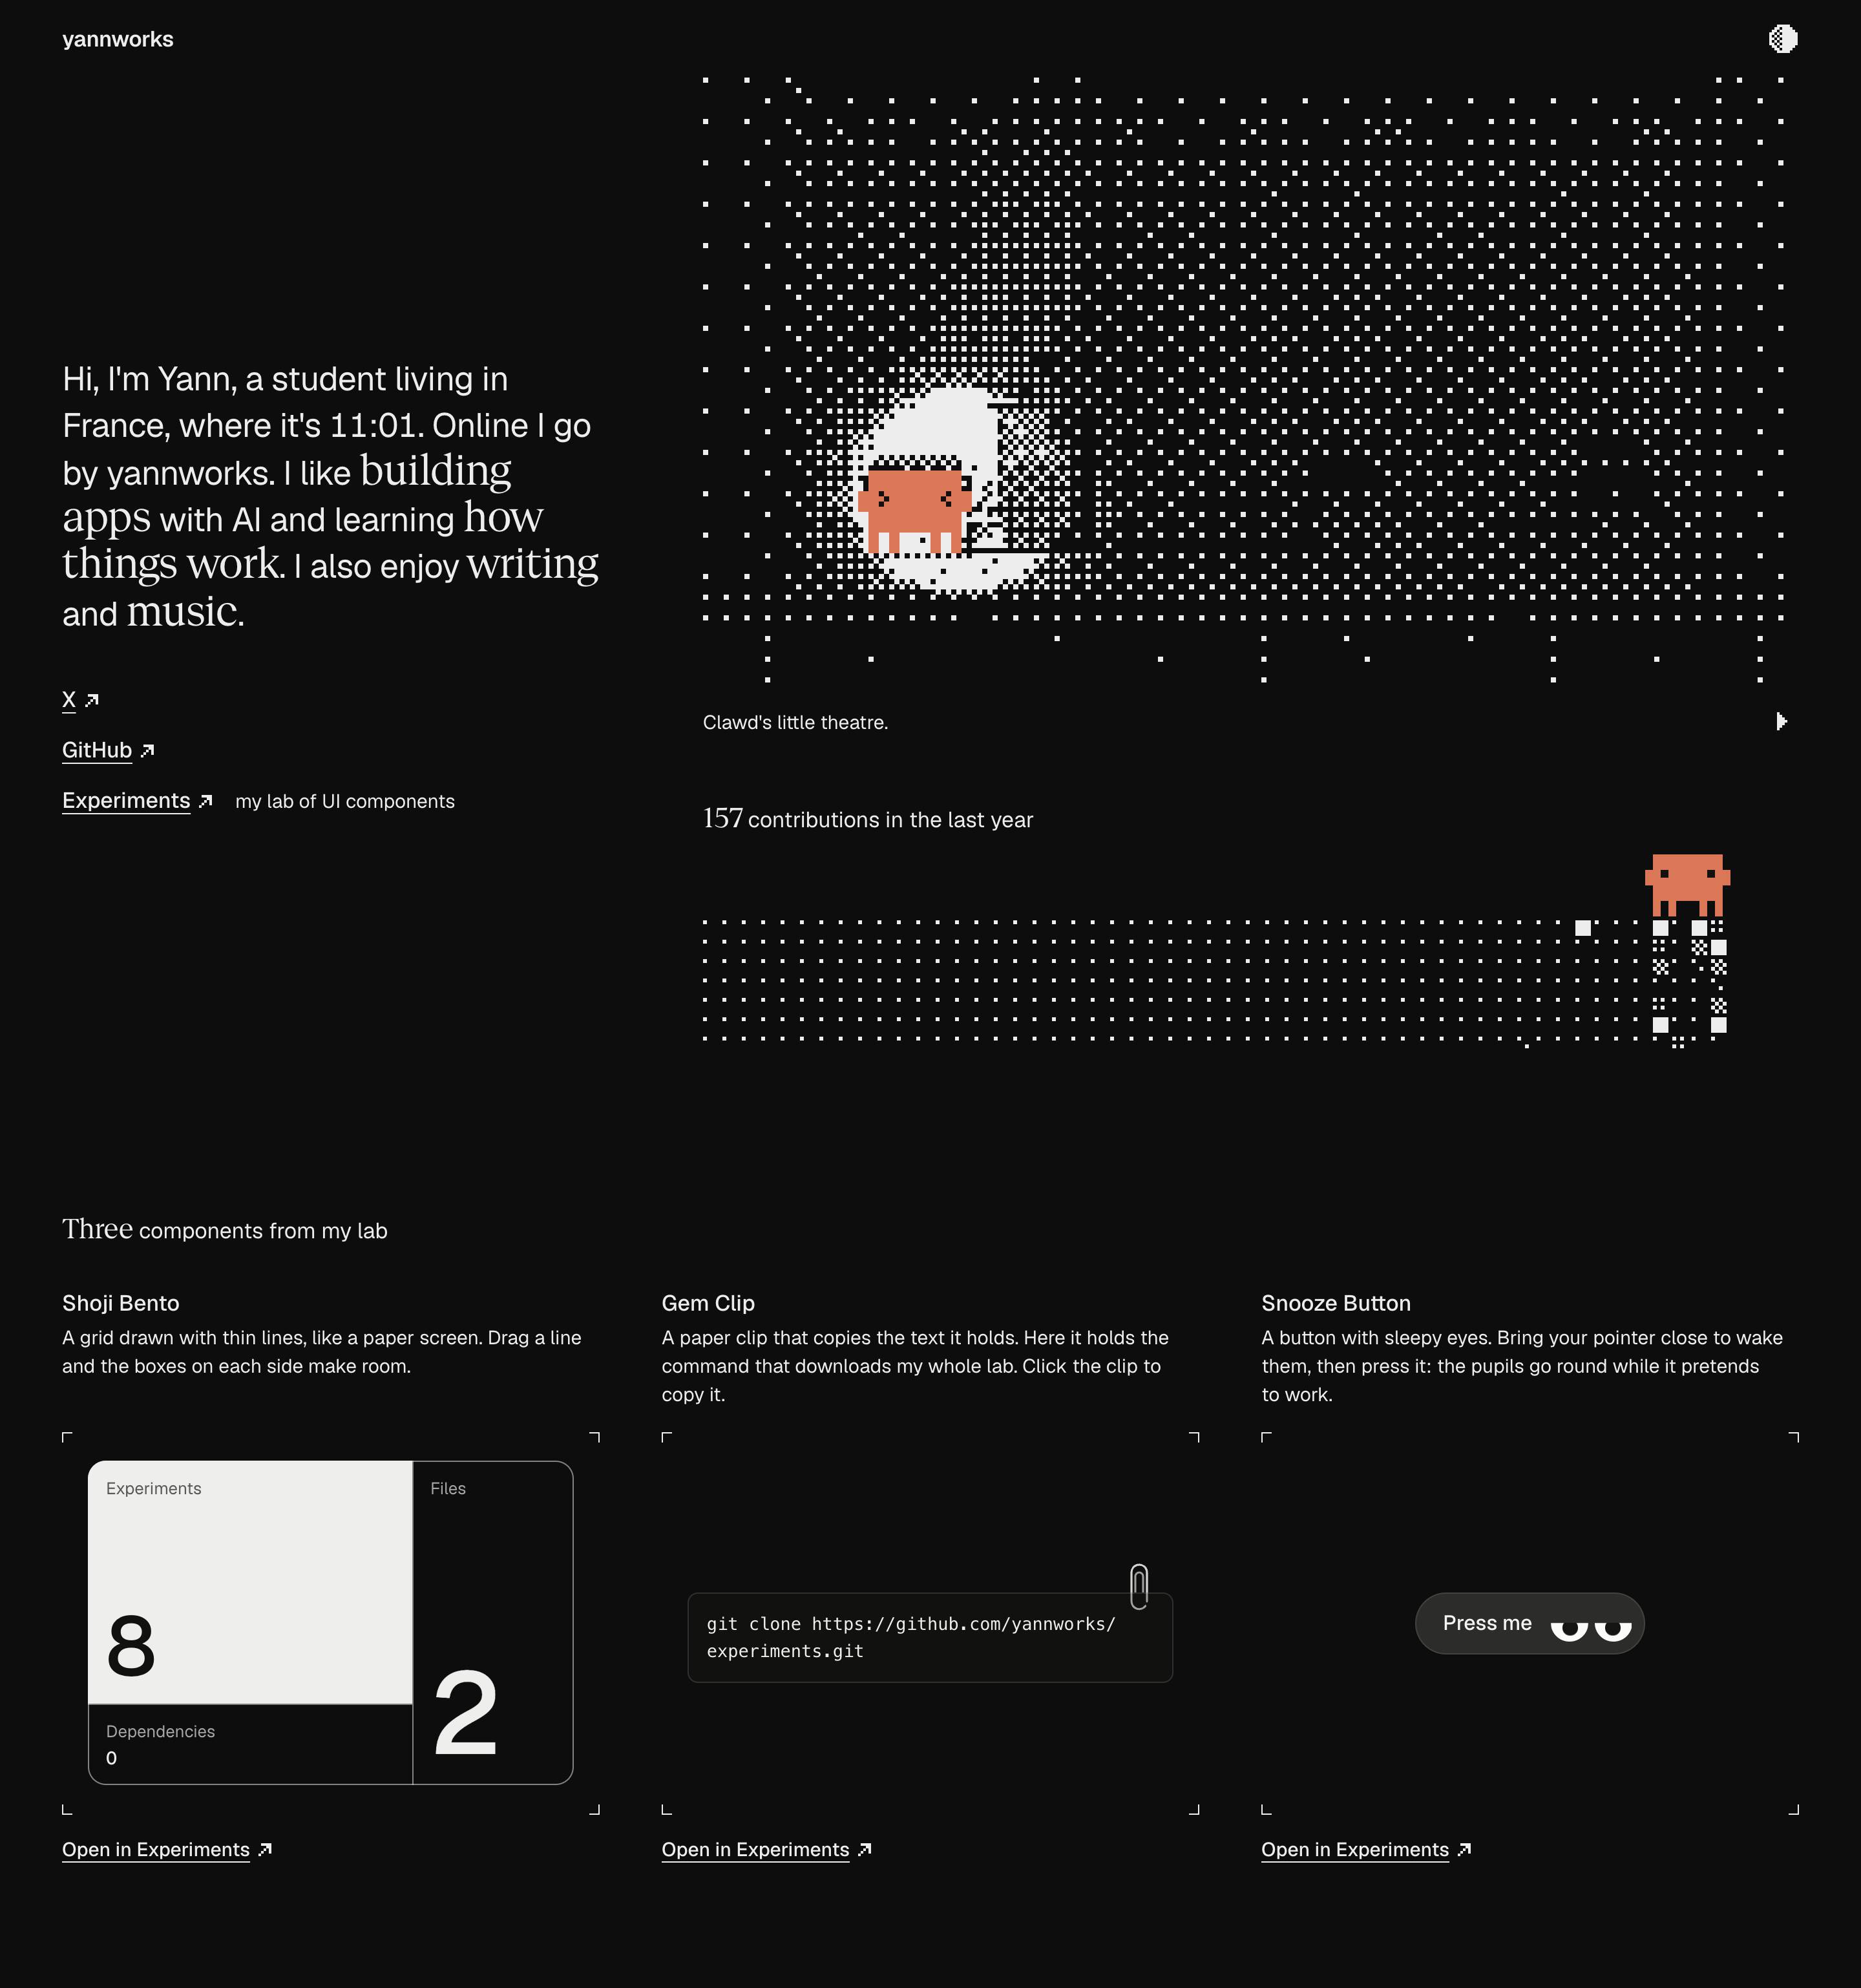 yannworks
Hi, I'm Yann, a student living in
France, where it's 11:01. Online I go
by yannworks. I like building
apps with AI and learning how
things work. I also enjoy writing
and music.
X
GitHub
Experiments my lab of UI components
Clawd's little theatre.
157 contributions in the last year
Three components from my lab
Shoji Bento
A grid drawn with thin lines, like a paper screen. Drag a line
and the boxes on each side make room.
Experiments
8
Files
2
Dependencies
0
Open in Experiments
Gem Clip
A paper clip that copies the text it holds. Here it holds the
command that downloads my whole lab. Click the clip to
copy it.
git clone https://github.com/yannworks/
experiments.git
Open in Experiments
Snooze Button
A button with sleepy eyes. Bring your pointer close to wake
them, then press it: the pupils go round while it pretends
to work.
Press me
Open in Experiments